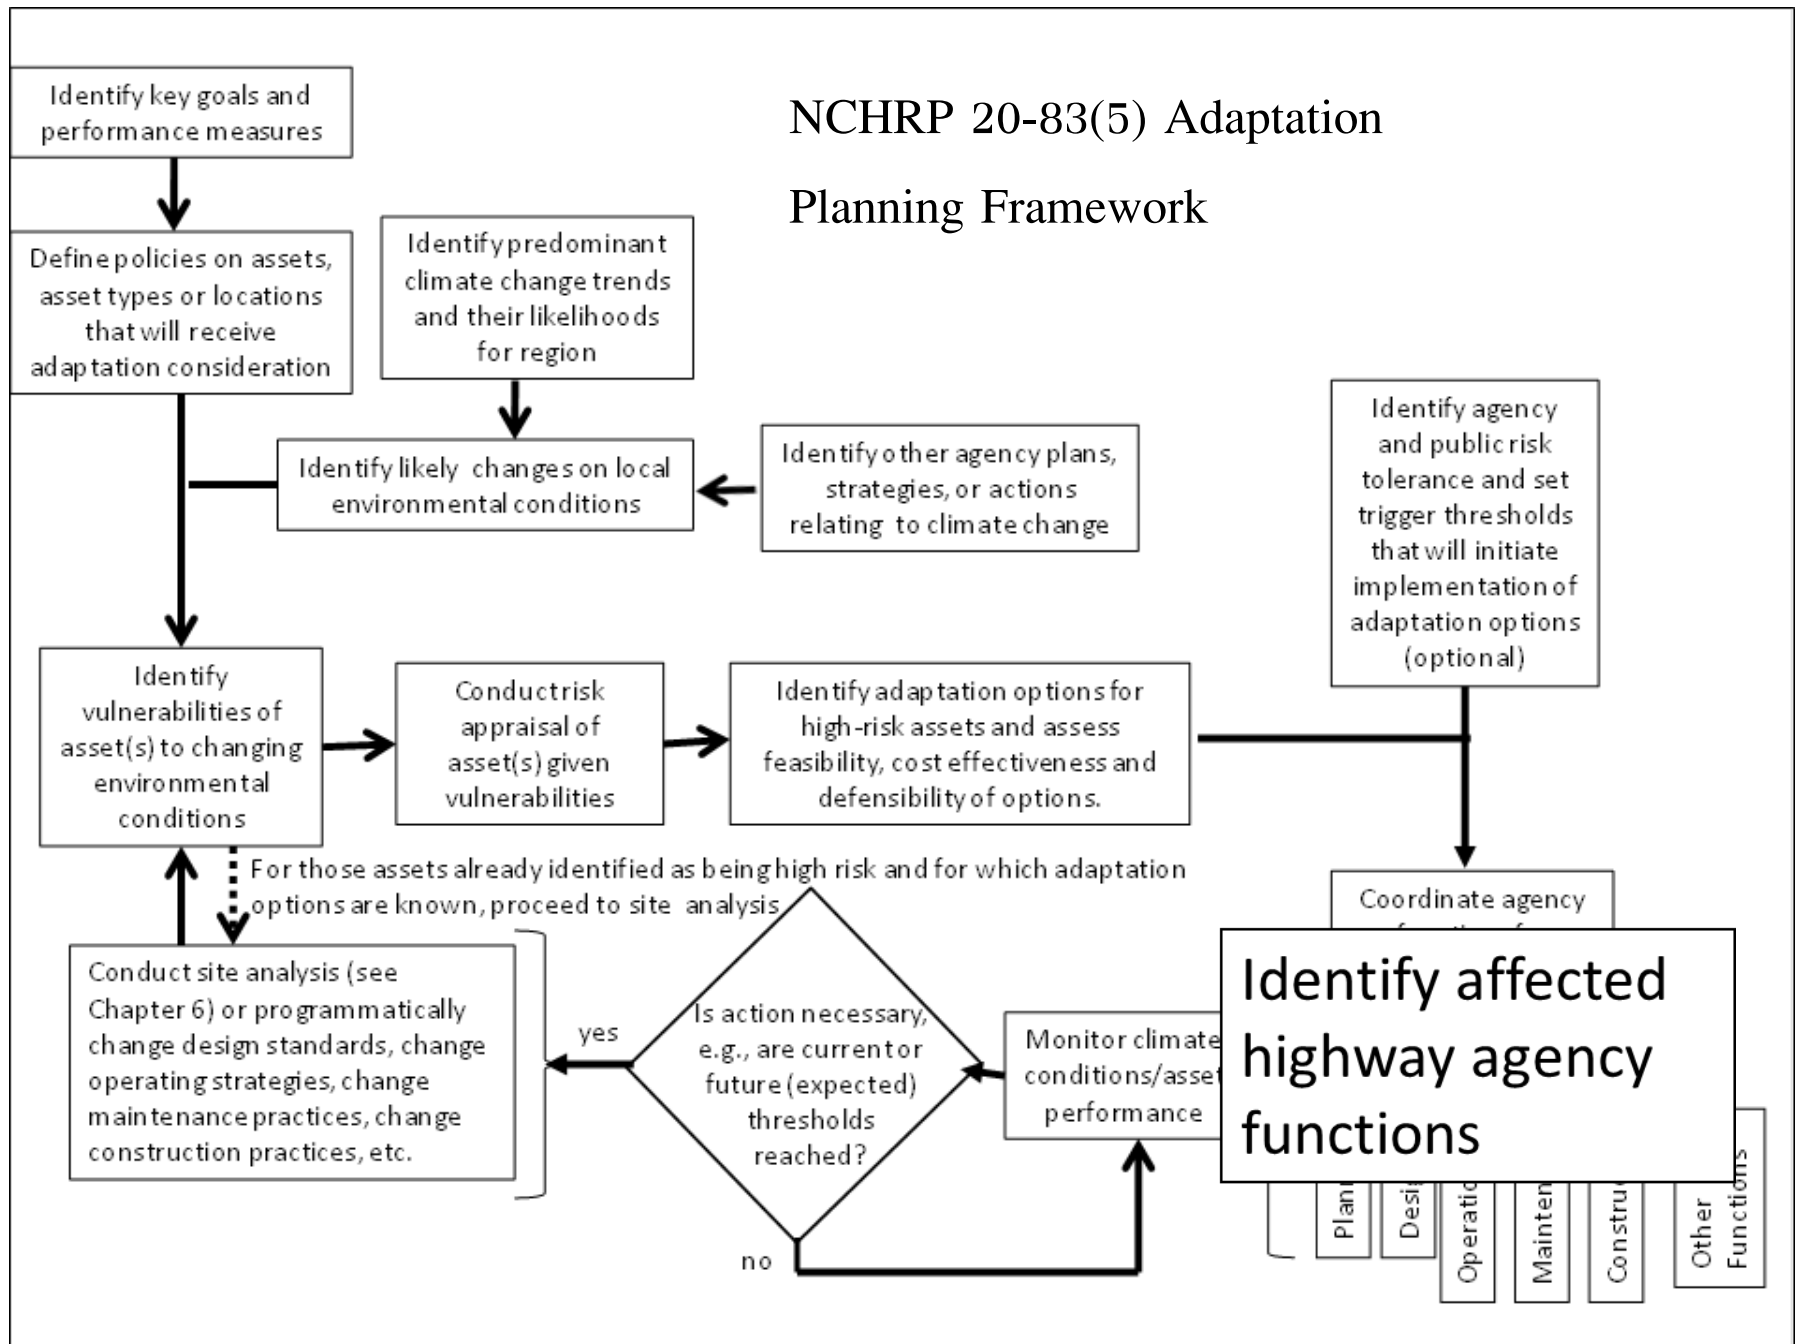 NCHRP 20-83(5) Adaptation
Planning Framework
Identify key goals and
performance measures
Define policies on assets,
asset types or locations
that will receive
adaptation consideration
Identify predominant
climate change trends
and their likelihoods
for region
Identify likely changes on local
environmental conditions
Identify other agency plans,
strategies, or actions
relating to climate change
Identify agency
and public risk
tolerance and set
trigger thresholds
that will initiate
implementation of
adaptation options
(optional)
Identify
vulnerabilities of
asset(s) to changing
environmental
conditions
Conduct risk
appraisal of
asset(s) given
vulnerabilities
Identify adaptation options for
high-risk assets and assess
feasibility, cost effectiveness and
defensibility of options.
For those assets already identified as being high risk and for which adaptation
options are known, proceed to site analysis
Coordinate agency
Identify affected
highway agency
functions
Conduct site analysis (see
Chapter 6) or programmatically
change design standards, change
operating strategies, change
maintenance practices, change
construction practices, etc.
yes
Is action necessary,
e.g., are current or
future (expected)
thresholds
reached?
no
Monitor climate
conditions/asset
performance
Plan
Desi
Operatio
Mainten
Constru
Other
Functions